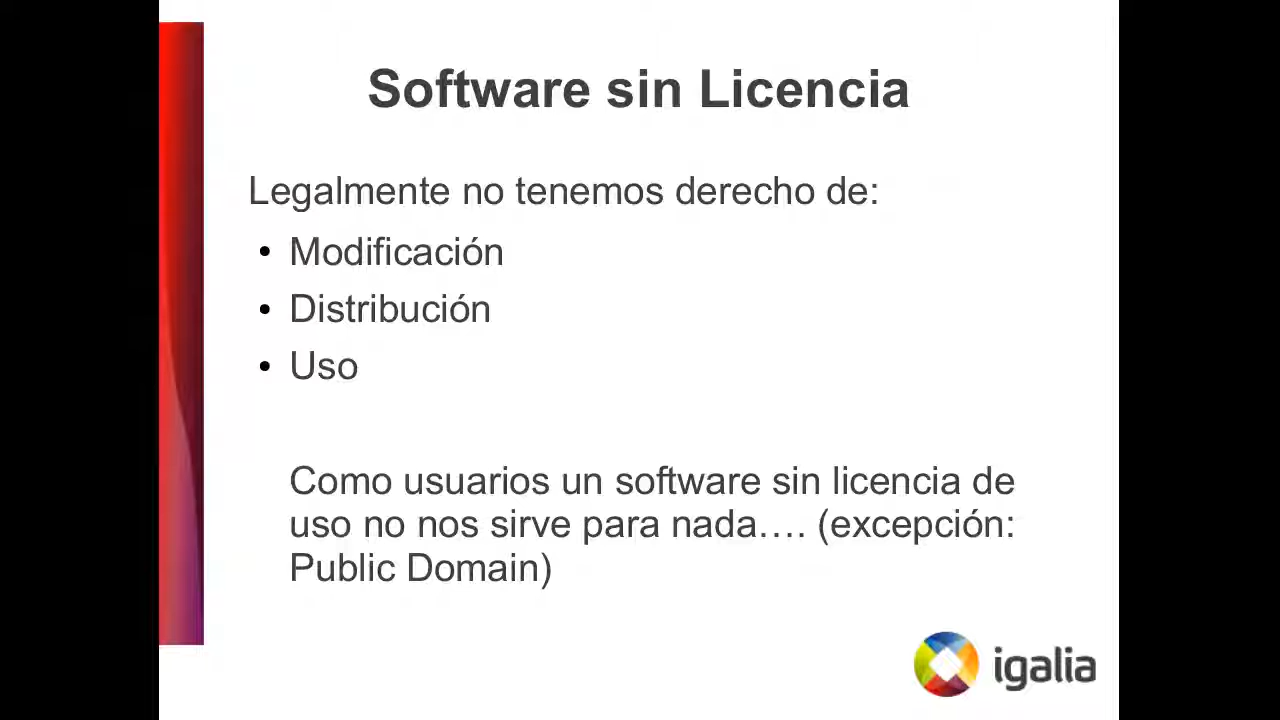 Software sin Licencia
Legalmente no tenemos derecho de:
• Modificación
• Distribución
• Uso
Como usuarios un software sin licencia de
uso no nos sirve para nada…. (excepción:
Public Domain)
igalia